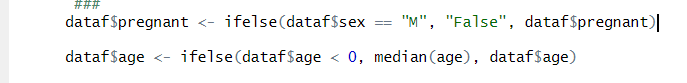 ###
dataf$pregnant <- ifelse(dataf$sex == "M", "False", dataf$pregnant)
dataf$age <- ifelse(dataf$age < 0, median(age), dataf$age)